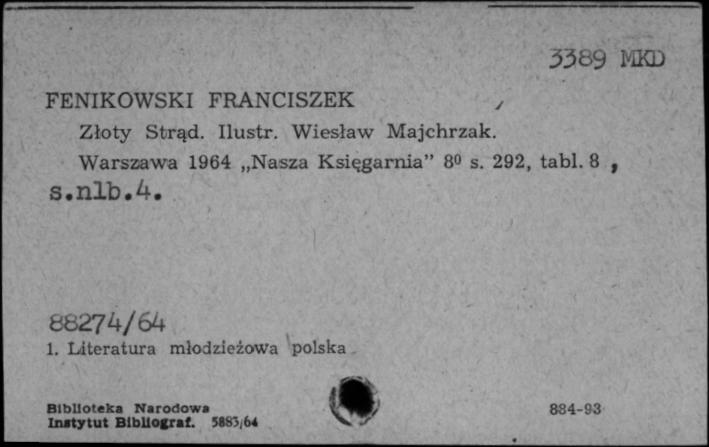 3389 MKD
FENIKOWSKI FRANCISZEK
Złoty Strąd. Ilustr. Wiesław Majchrzak.
Warszawa 1964 „Nasza Księgarnia” 8⁰ s. 292, tabl. 8 ,
s.nlb.4.
88274/64
1. Literatura młodzieżowa polska
Biblioteka Narodowa
Instytut Bibliograf. 5883/64
884-93